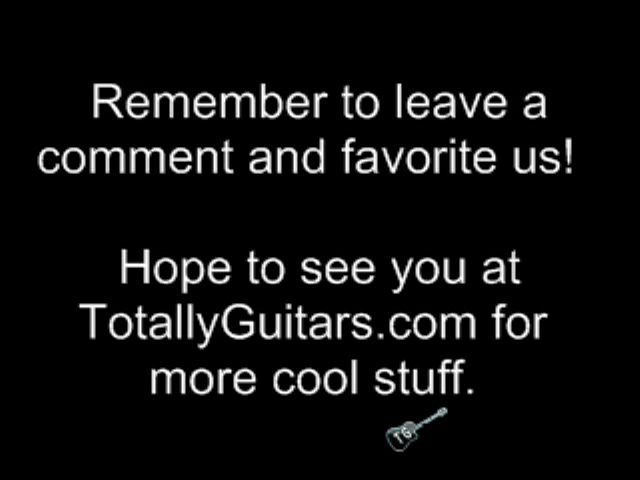 Remember to leave a
comment and favorite us!
Hope to see you at
TotallyGuitars.com for
more cool stuff.
TG